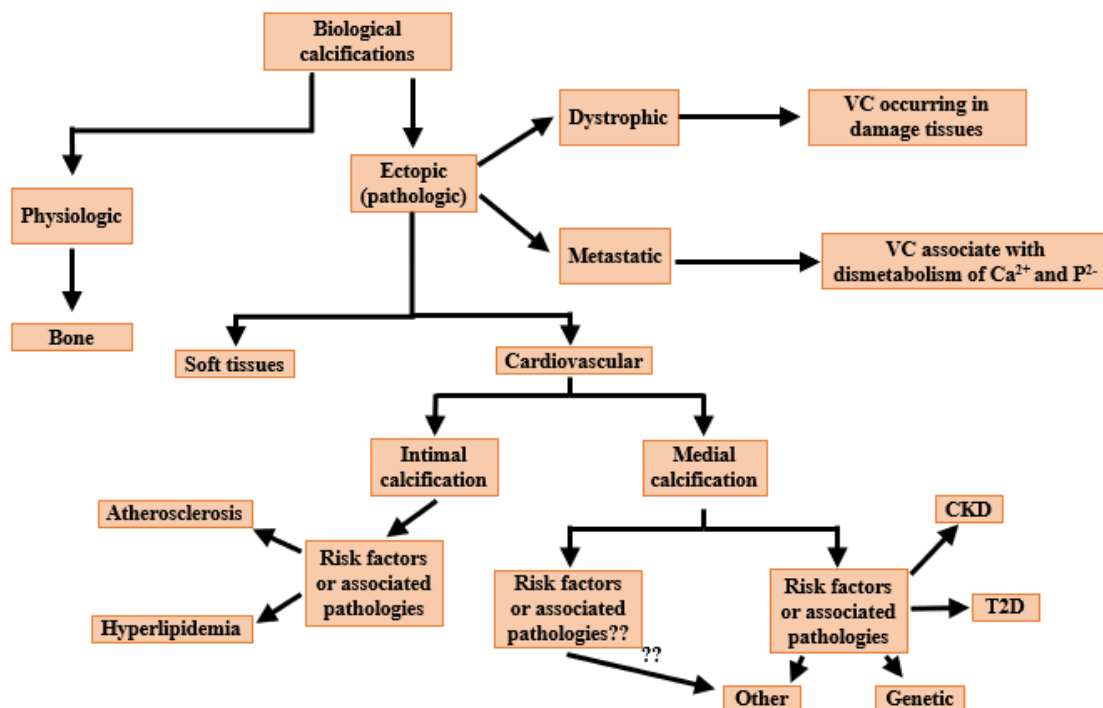 Biological
calcifications
Dystrophic
VC occurring in
damage tissues
Ectopic
(pathologic)
Physiologic
Metastatic
VC associate with
dismetabolism of Ca²⁺ and P²⁻
Bone
Soft tissues
Cardiovascular
Intimal
calcification
Medial
calcification
Atherosclerosis
CKD
Risk factors
or associated
pathologies
Risk factors
or associated
pathologies??
Risk factors
or associated
pathologies
T2D
Hyperlipidemia
??
Other
Genetic